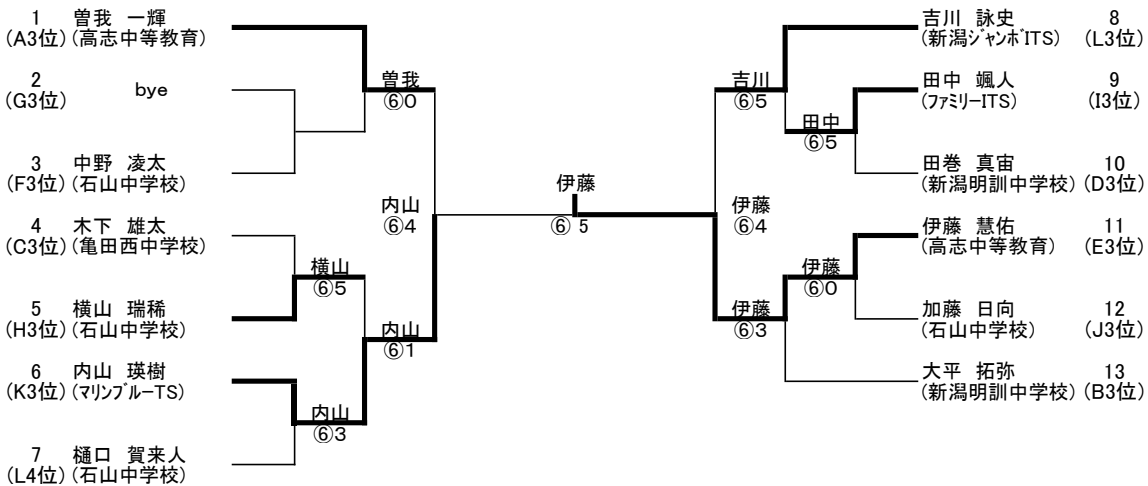 1 曽我 一輝
(A3位) (高志中等教育)
2 bye
(G3位)
3 中野 凌太
(F3位) (石山中学校)
4 木下 雄太
(C3位) (亀田西中学校)
5 横山 瑞稀
(H3位) (石山中学校)
6 内山 瑛樹
(K3位) (ﾏﾘﾝﾌﾞﾙｰTS)
7 樋口 賀来人
(L4位) (石山中学校)
曽我
⑥0
横山
⑥5
内山
⑥3
内山
⑥1
内山
⑥4
伊藤
⑥ 5
吉川
⑥5
田中
⑥5
伊藤
⑥4
伊藤
⑥0
伊藤
⑥3
吉川 詠史 8
(新潟ｼﾞｬﾝﾎﾞITS) (L3位)
田中 颯人 9
(ﾌｧﾐﾘｰITS) (I3位)
田巻 真宙 10
(新潟明訓中学校) (D3位)
伊藤 慧佑 11
(高志中等教育) (E3位)
加藤 日向 12
(石山中学校) (J3位)
大平 拓弥 13
(新潟明訓中学校) (B3位)